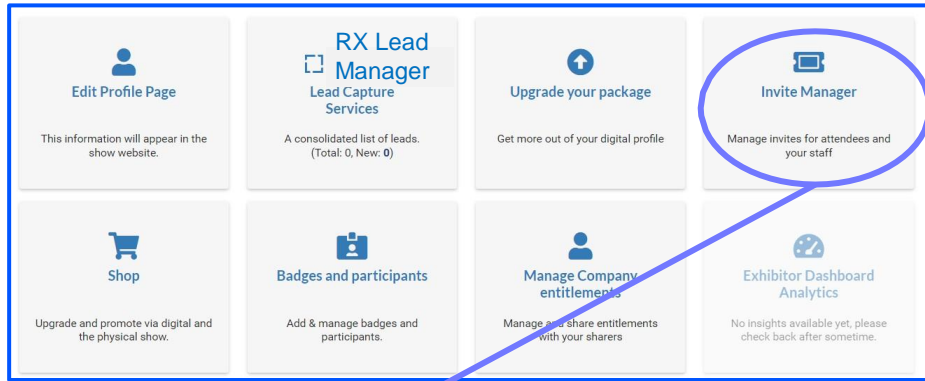 Edit Profile Page
This information will appear in the
show website.
RX Lead
Manager
Lead Capture
Services
A consolidated list of leads.
(Total: 0, New: 0)
Upgrade your package
Get more out of your digital profile
Invite Manager
Manage invites for attendees and
your staff
Shop
Upgrade and promote via digital and
the physical show.
Badges and participants
Add & manage badges and
participants.
Manage Company
entitlements
Manage and share entitlements
with your sharers
Exhibitor Dashboard
Analytics
No insights available yet, please
check back after sometime.